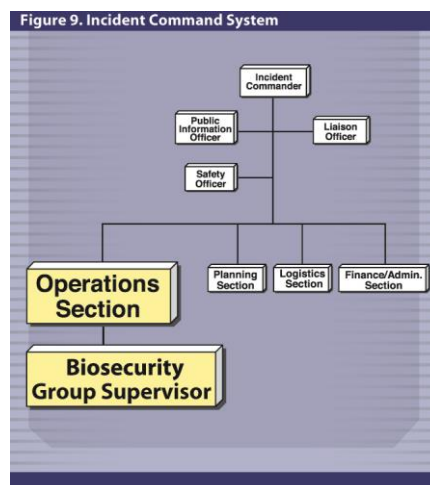 Figure 9. Incident Command System
Incident
Commander
Public
Information
Officer
Liaison
Officer
Safety
Officer
Operations
Section
Planning
Section
Logistics
Section
Finance/Admin.
Section
Biosecurity
Group Supervisor